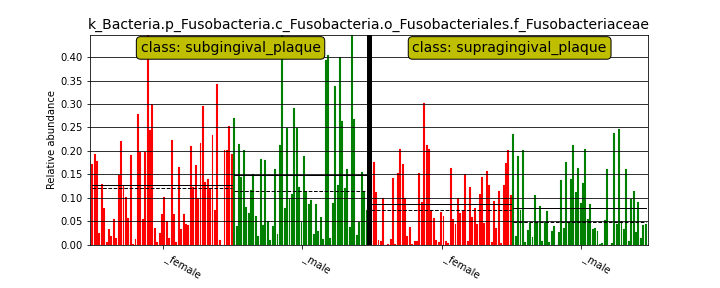 k_Bacteria.p_Fusobacteria.c_Fusobacteria.o_Fusobacteriales.f_Fusobacteriaceae
class: subgingival_plaque
class: supragingival_plaque
Relative abundance
0.40
0.35
0.30
0.25
0.20
0.15
0.10
0.05
0.00
_female
_male
_female
_male